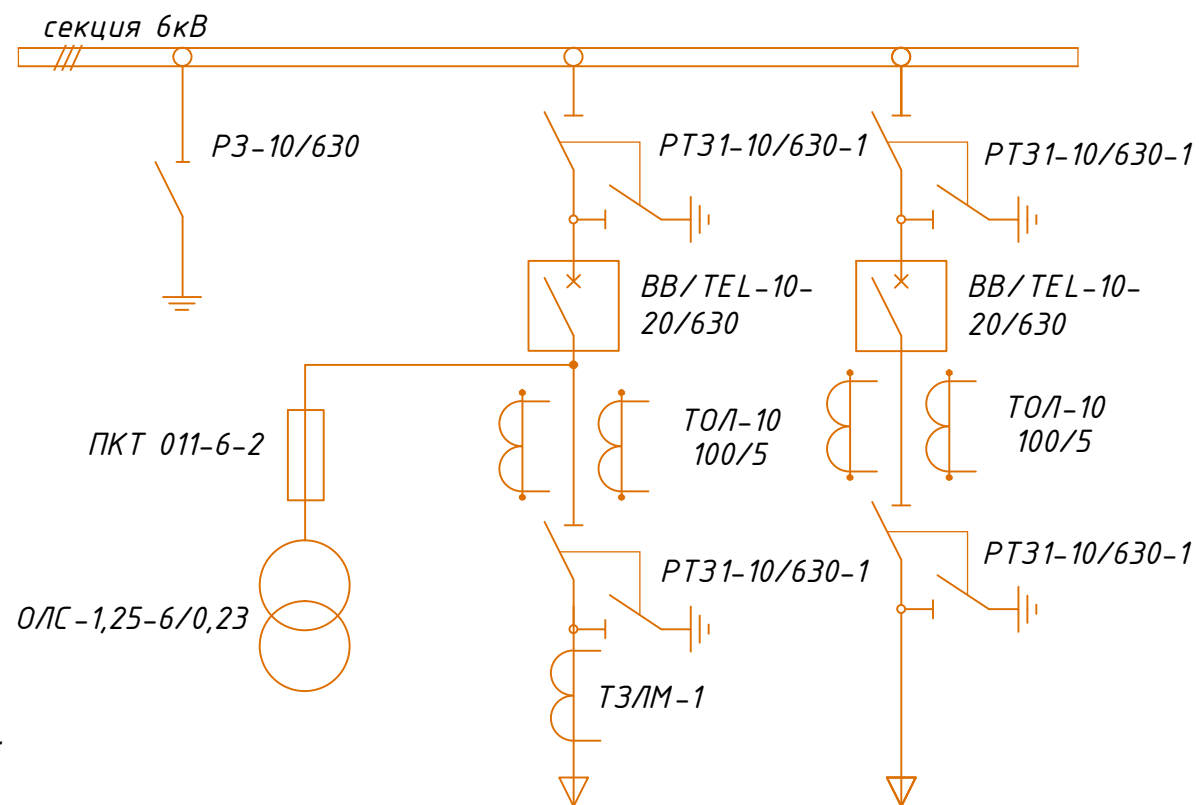 секция 6кВ
РЗ-10/630
РТЗ1-10/630-1
РТЗ1-10/630-1
ВВ/TEL-10-
20/630
ВВ/TEL-10-
20/630
ПКТ 011-6-2
ТОЛ-10
100/5
ТОЛ-10
100/5
ОЛС-1,25-6/0,23
РТЗ1-10/630-1
РТЗ1-10/630-1
ТЗЛМ-1